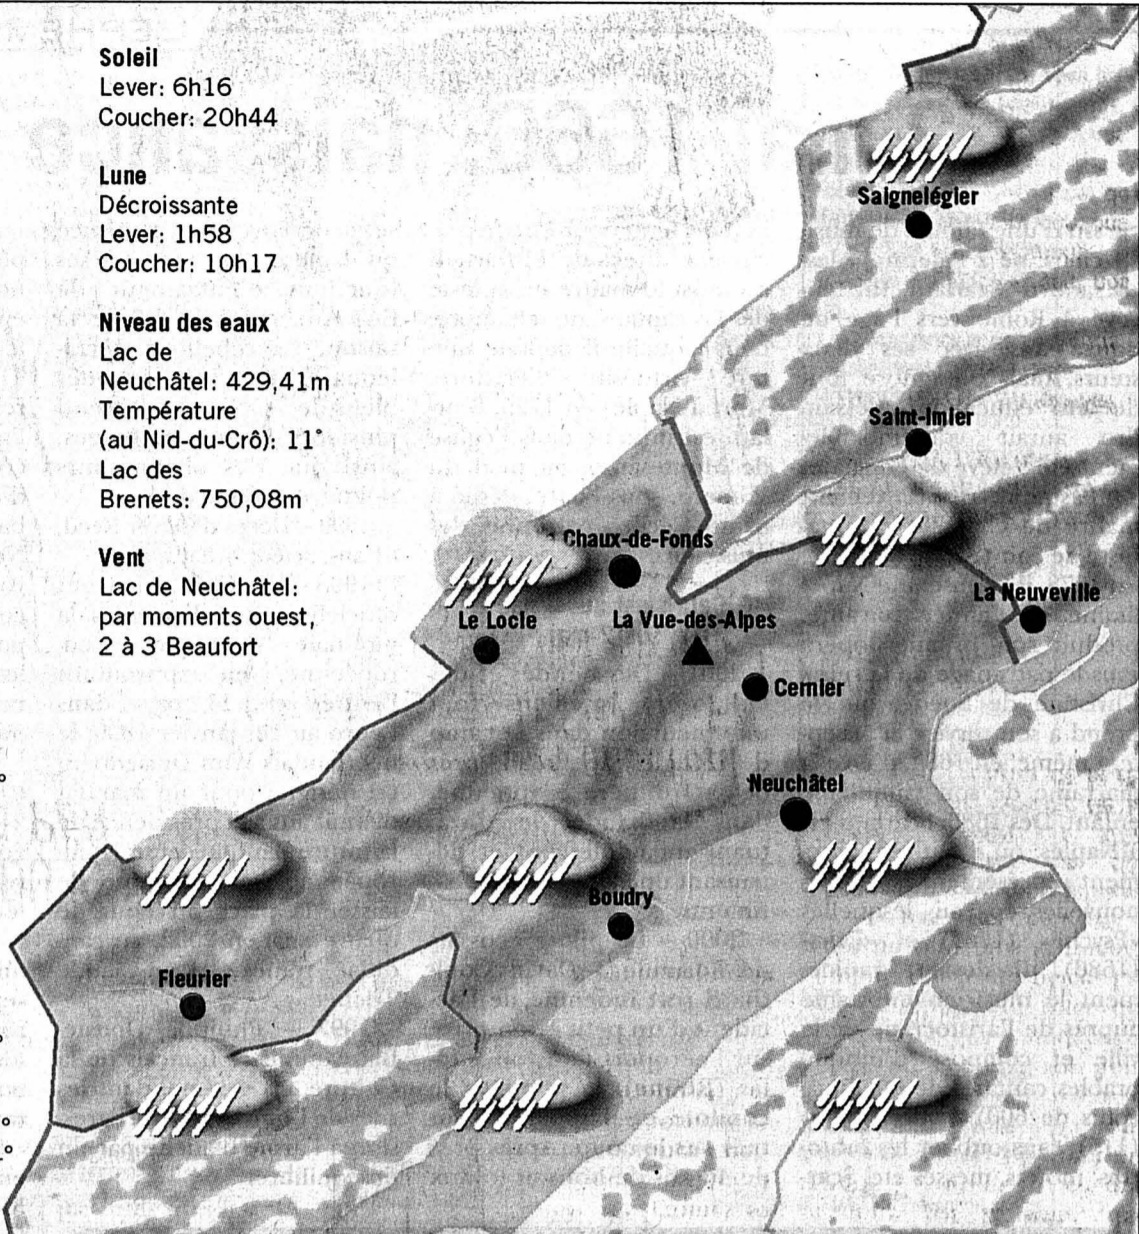 Soleil
Lever: 6h16
Coucher: 20h44
Lune
Décroissante
Lever: 1h58
Coucher: 10h17
Niveau des eaux
Lac de
Neuchâtel: 429,41m
Température
(au Nid-du-Crô): 11°
Lac des
Brenets: 750,08m
Vent
Lac de Neuchâtel:
par moments ouest,
2 à 3 Beaufort
Saignelégier
Saint-Imier
Chaux-de-Fonds
La Neuveville
Le Locle
La Vue-des-Alpes
Cernier
Neuchâtel
Boudry
Fleurier